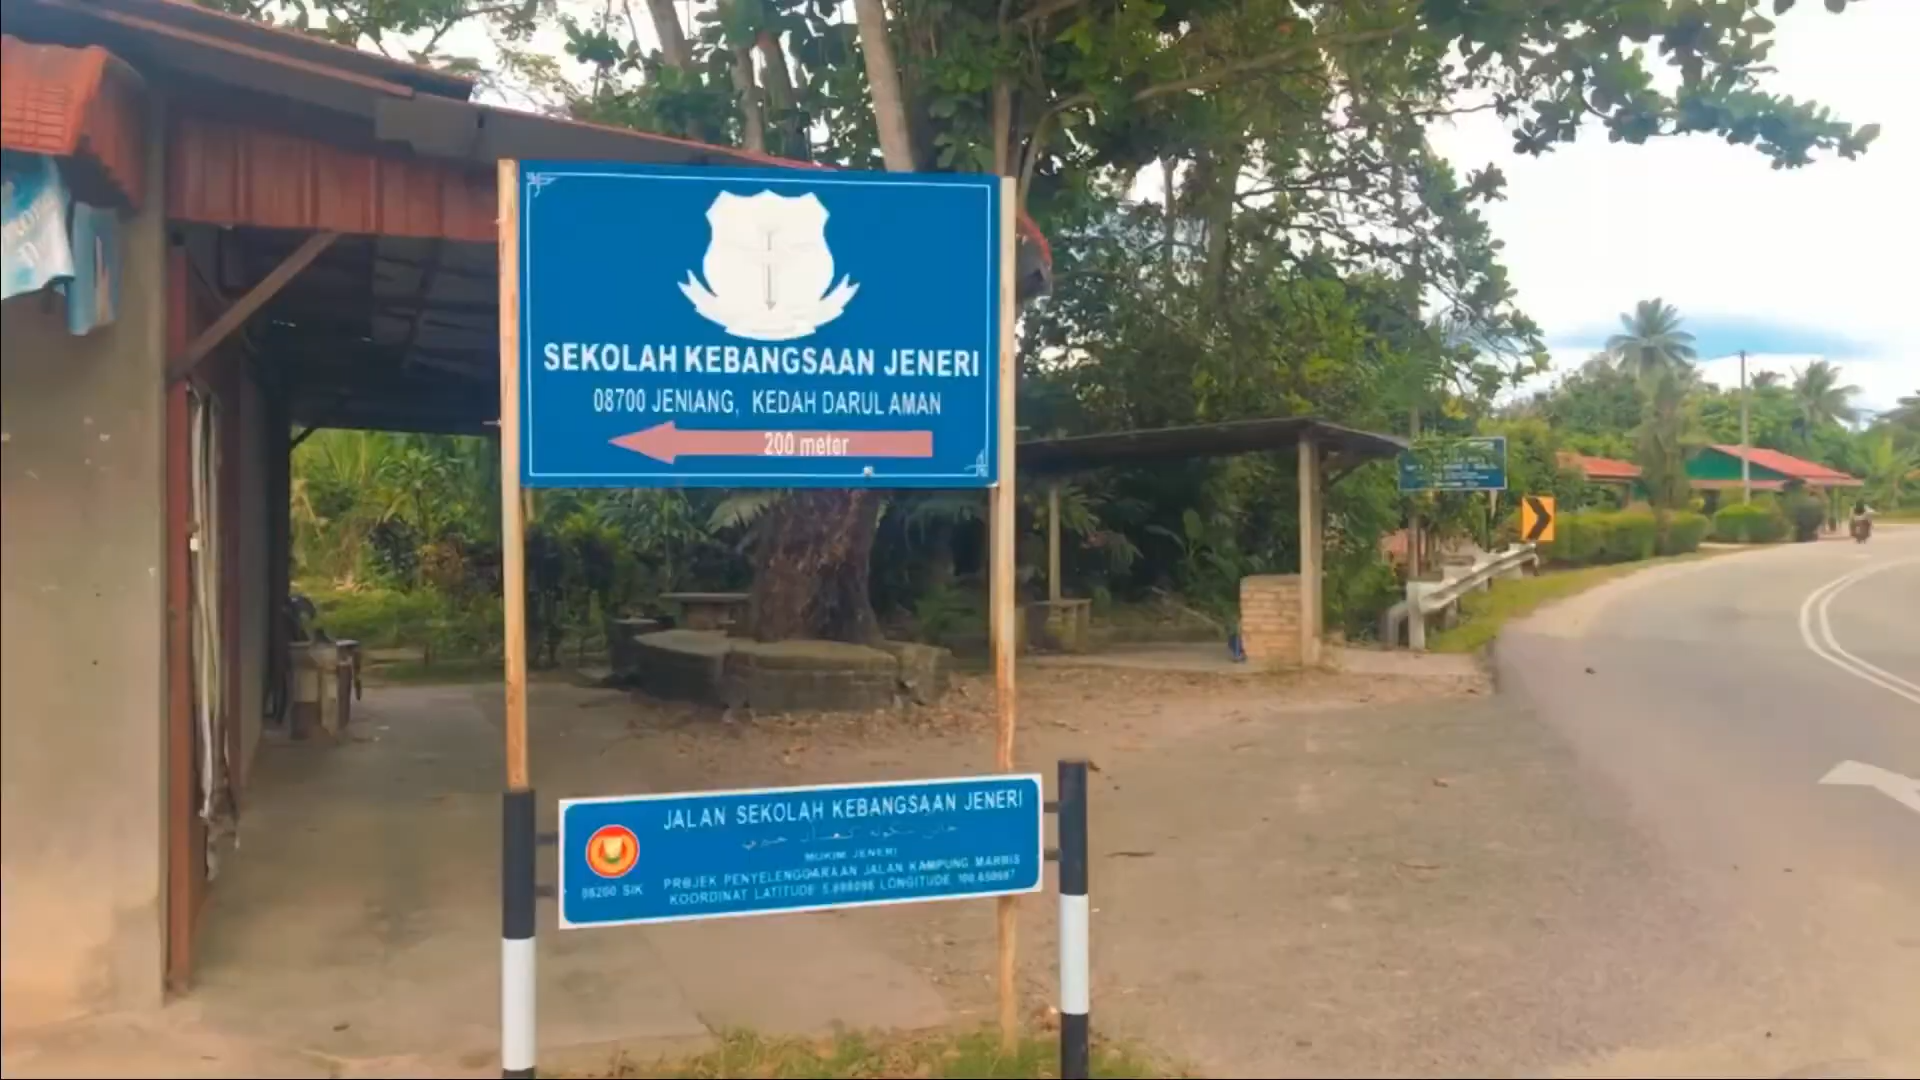 SEKOLAH KEBANGSAAN JENERI
08700 JENIANG, KEDAH DARUL AMAN
200 meter
JALAN SEKOLAH KEBANGSAAN JENERI
MUKIM JENERI
PROJEK PENYELENGGARAAN JALAN KAMPUNG
KOORDINAT LATITUDE LONGITUDE
08200 SIK